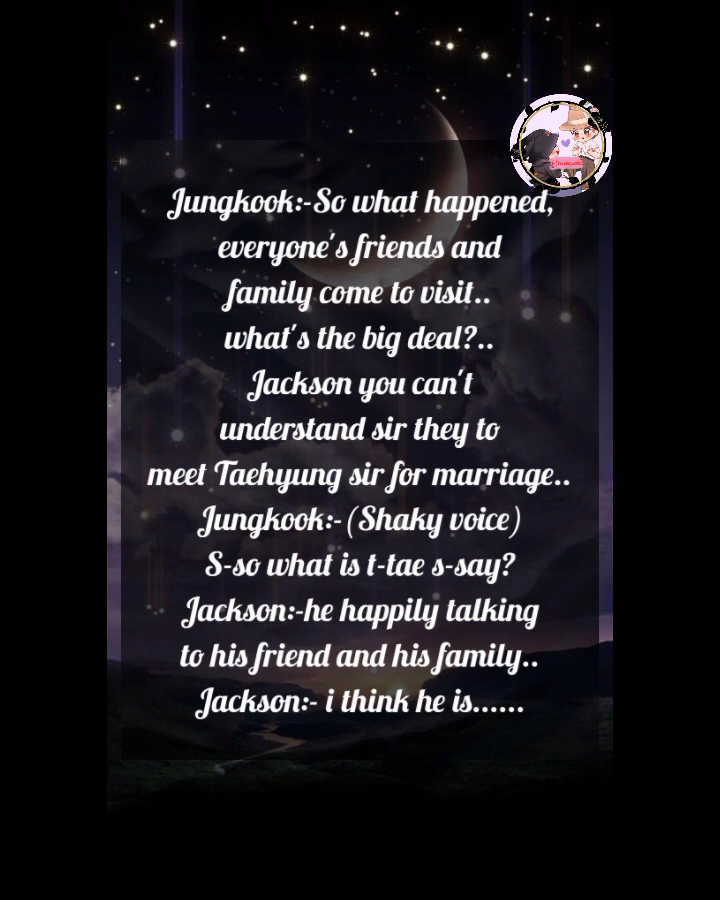 Jungkook:-So what happened,
everyone's friends and
family come to visit..
what's the big deal?..
Jackson you can't
understand sir they to
meet Taehyung sir for marriage..
Jungkook:-(Shaky voice)
S-so what is t-tae s-say?
Jackson:-he happily talking
to his friend and his family..
Jackson:- i think he is......